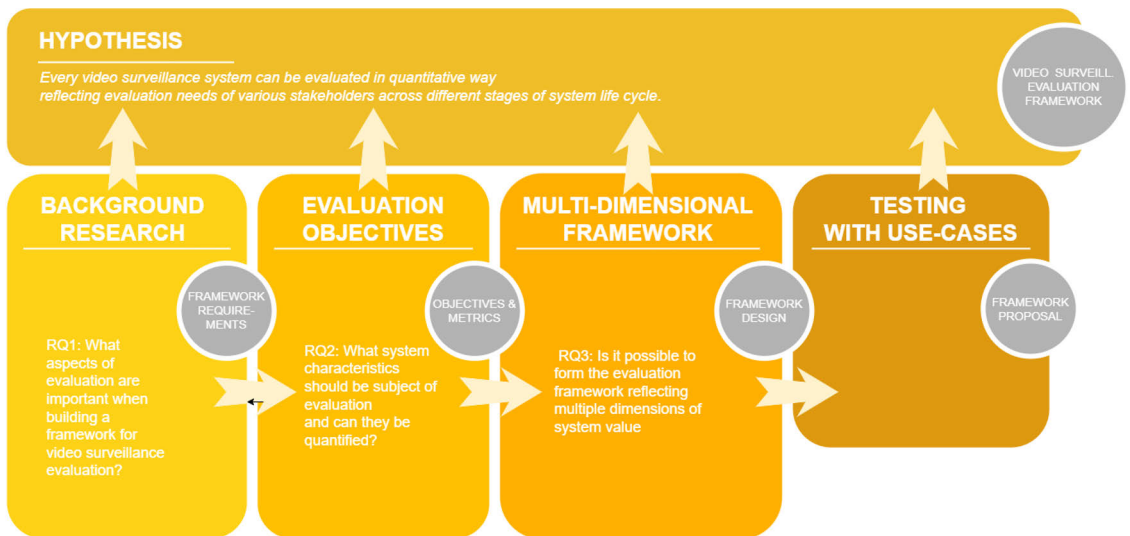 HYPOTHESIS
Every video surveillance system can be evaluated in quantitative way
reflecting evaluation needs of various stakeholders across different stages of system life cycle.
VIDEO SURVEILL.
EVALUATION
FRAMEWORK
BACKGROUND
RESEARCH
FRAMEWORK
REQUIRE-
MENTS
RQ1: What
aspects of
evaluation are
important when
building a
framework for
video surveillance
evaluation?
EVALUATION
OBJECTIVES
OBJECTIVES &
METRICS
RQ2: What system
characteristics
should be subject of
evaluation
and can they be
quantified?
MULTI-DIMENSIONAL
FRAMEWORK
FRAMEWORK
DESIGN
RQ3: Is it possible to
form the evaluation
framework reflecting
multiple dimensions of
system value
TESTING
WITH USE-CASES
FRAMEWORK
PROPOSAL